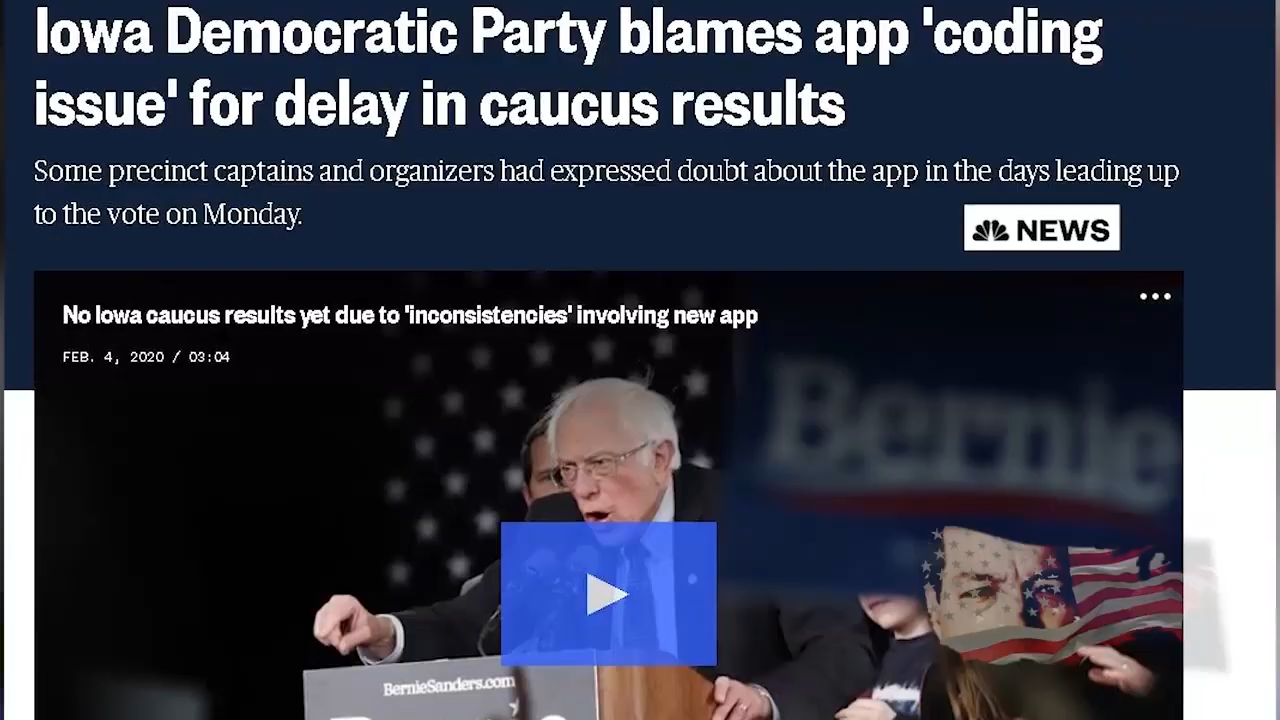 Iowa Democratic Party blames app 'coding
issue' for delay in caucus results
Some precinct captains and organizers had expressed doubt about the app in the days leading up
to the vote on Monday.
NEWS
No Iowa caucus results yet due to 'inconsistencies' involving new app
FEB. 4, 2020 / 03:04
Bernie
BernieSanders.com